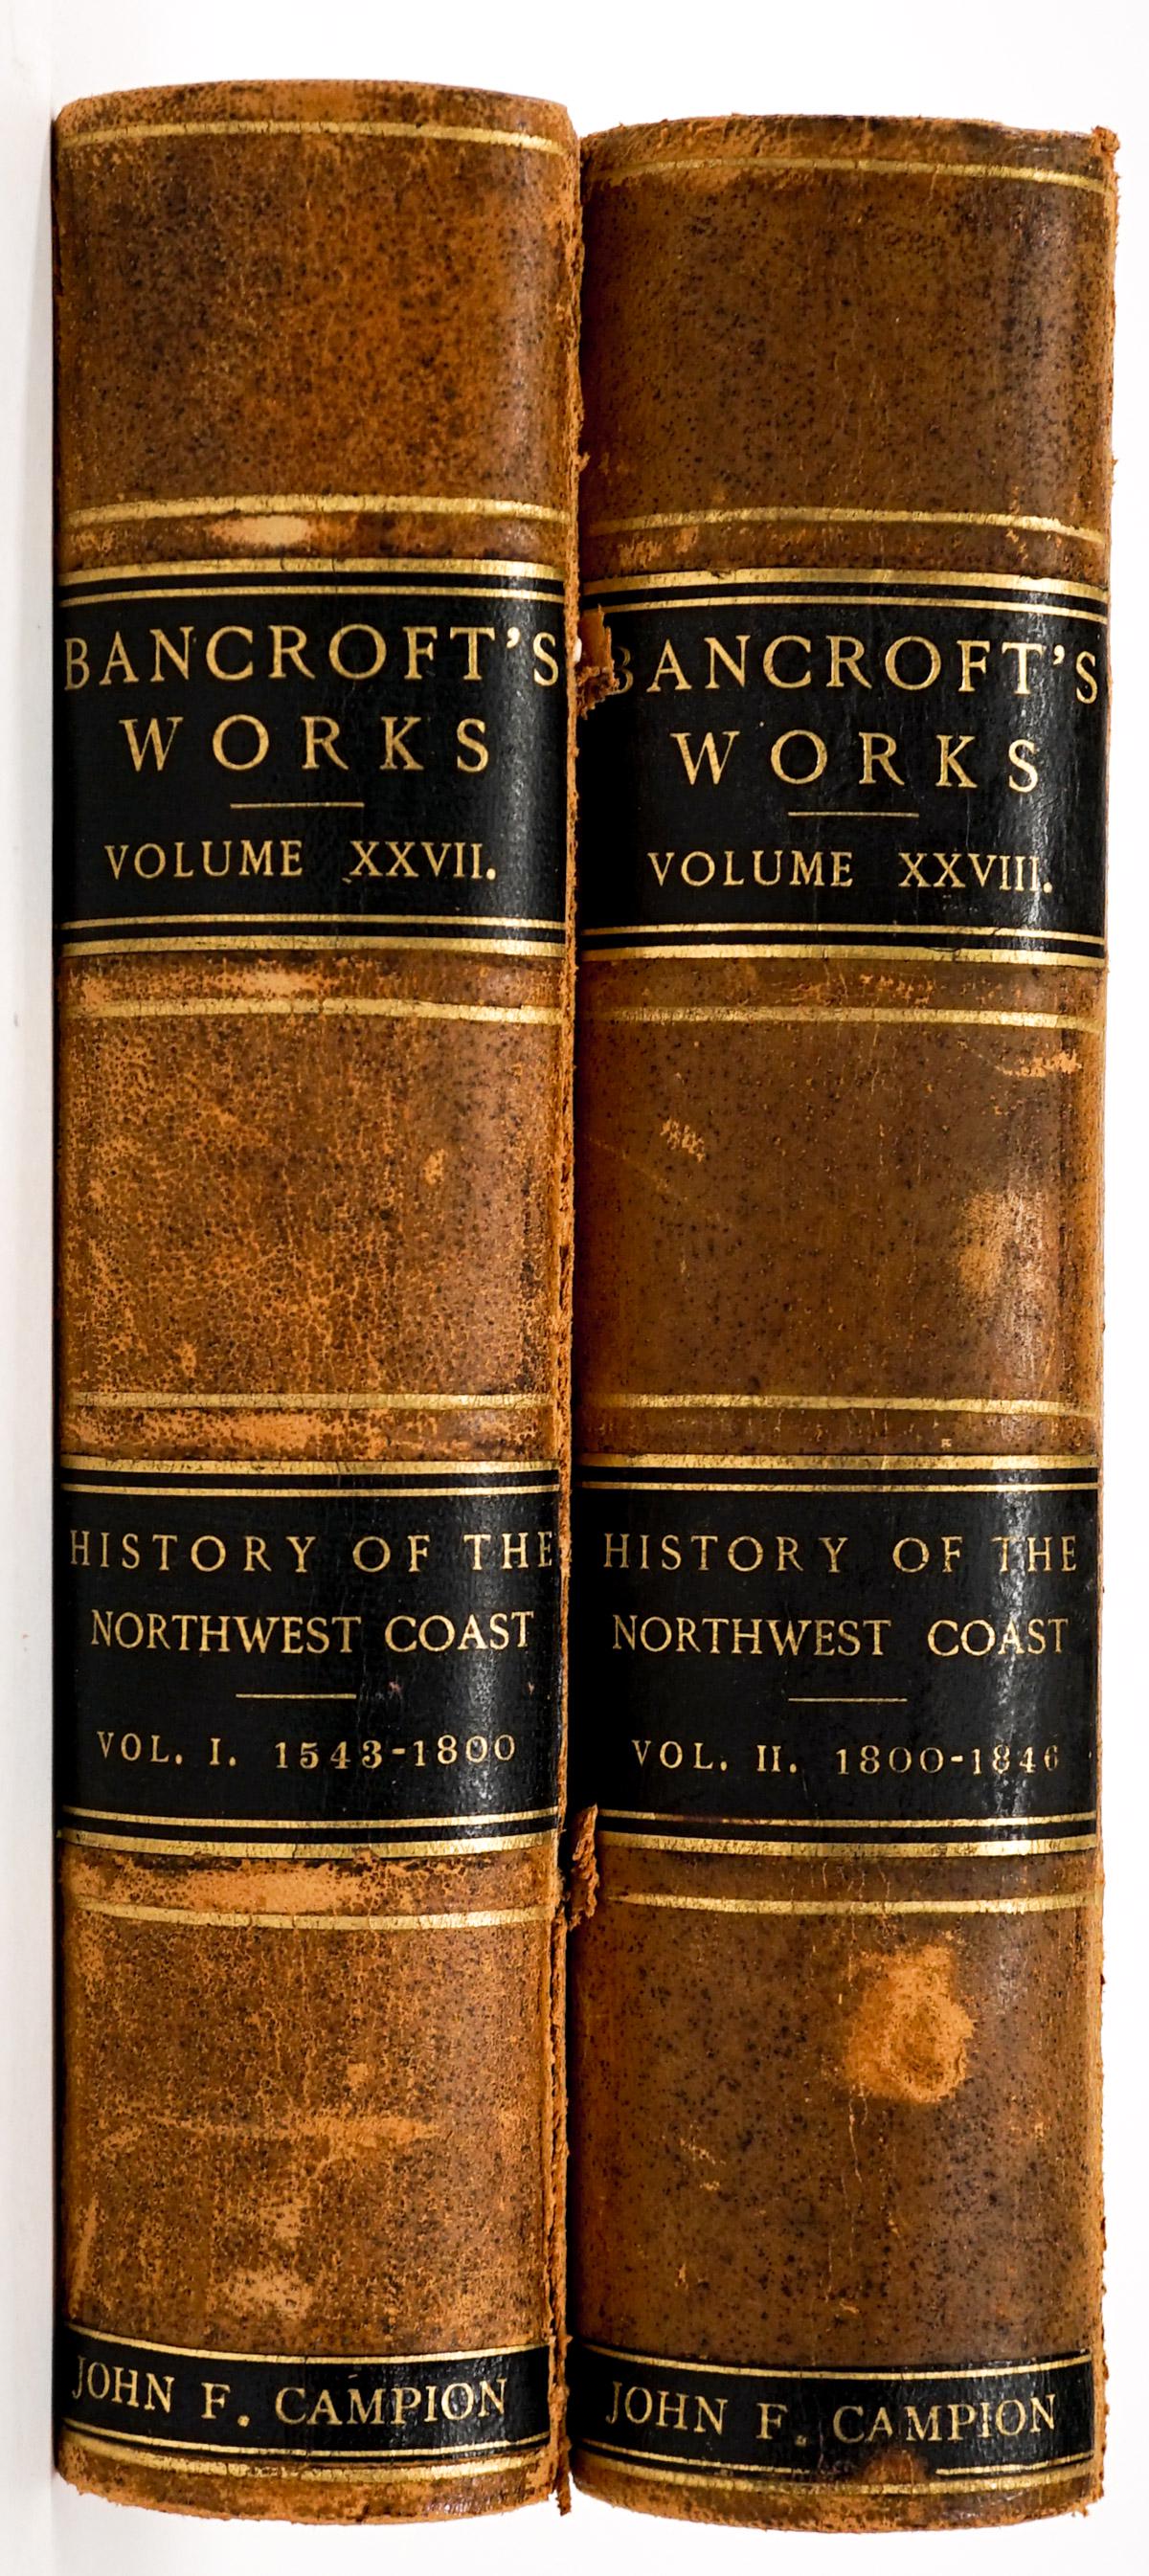 BANCROFT'S
WORKS
VOLUME XXVII.
HISTORY OF THE
NORTHWEST COAST
VOL. I. 1543-1800
JOHN F. CAMPION
BANCROFT'S
WORKS
VOLUME XXVIII.
HISTORY OF THE
NORTHWEST COAST
VOL. II. 1800-1846
JOHN F. CAMPION